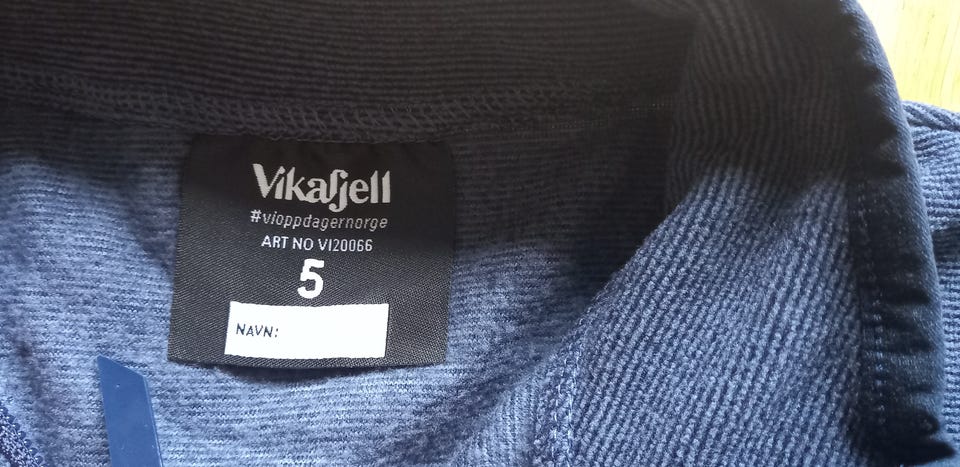 Vikafjell
#vioppdagernorge
ART NO VI20066
5
NAVN: